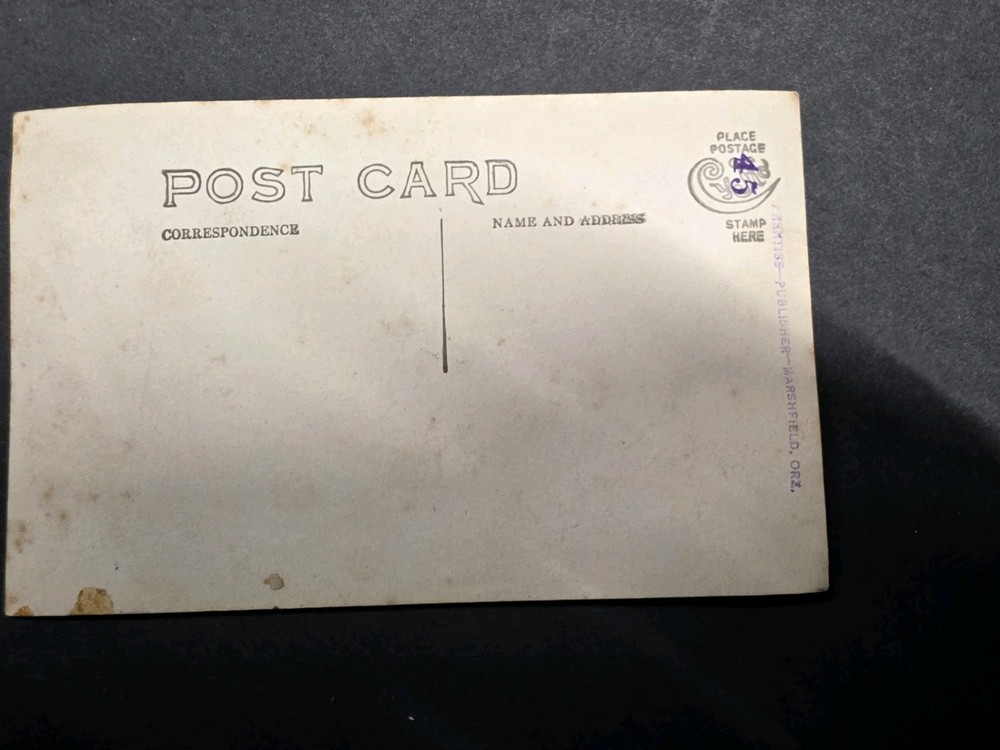 POST CARD
CORRESPONDENCE
NAME AND ADDRESS
PLACE
POSTAGE
45
STAMP
HERE
PUBLISHER—MARSHFIELD, ORE.